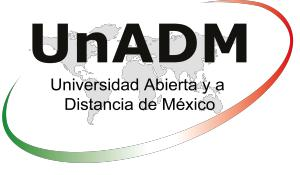 UnADM
Universidad Abierta y a
Distancia de México